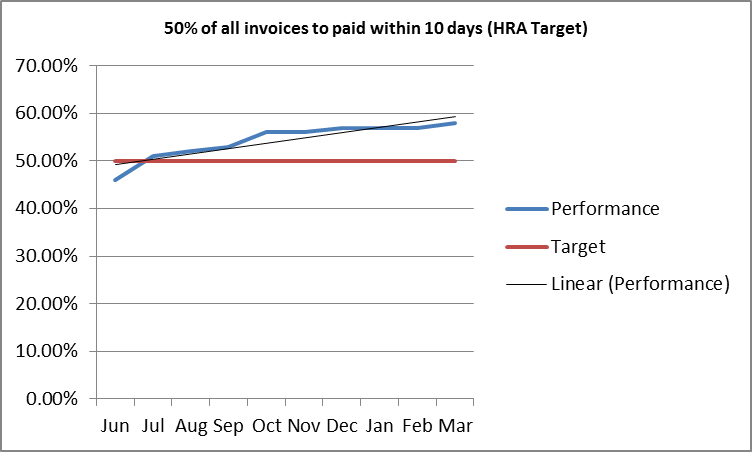 50% of all invoices to paid within 10 days (HRA Target)
70.00%
60.00%
50.00%
40.00%
30.00%
20.00%
10.00%
0.00%
Jun Jul Aug Sep Oct Nov Dec Jan Feb Mar
Performance
Target
Linear (Performance)